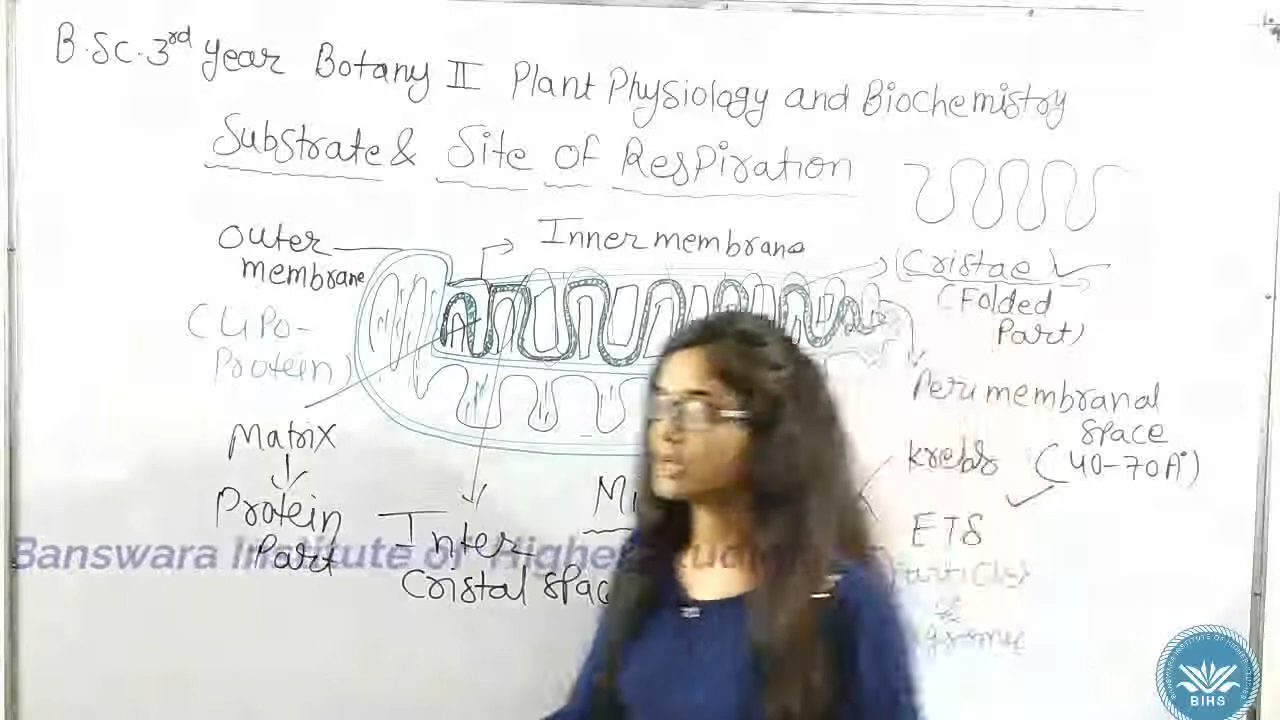 B.Sc. 3rd Year Botany II Plant Physiology and Biochemistry
Substrate & Site of Respiration
Outer
membrane
(Lipo-
Protein)
Inner membrane
(Cristae)
(Folded
Part)
Perimembranal
space
(40-70A°)
Matrix
Protein
Part
Inter
Cristal spac
Krebs
ETS
Banswara Institute of Higher
BIHS